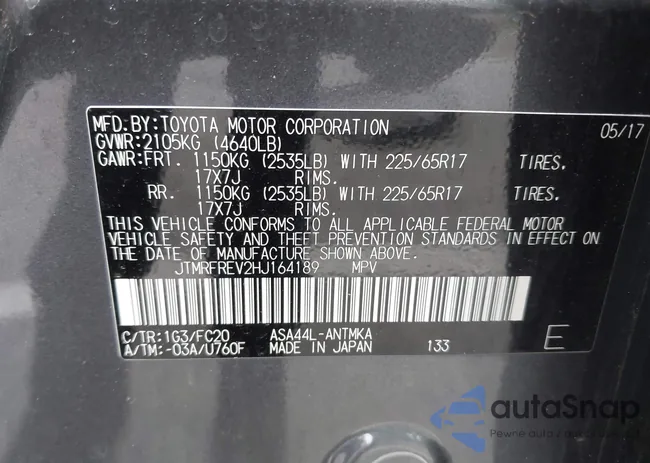 MFD.BY:TOYOTA MOTOR CORPORATION 05/17
GVWR:2105KG (4640LB)
GAWR:FRT. 1150KG (2535LB) WITH 225/65R17 TIRES.
17X7J RIMS.
RR. 1150KG (2535LB) WITH 225/65R17 TIRES.
17X7J RIMS.
THIS VEHICLE CONFORMS TO ALL APPLICABLE FEDERAL MOTOR
VEHICLE SAFETY AND THEFT PREVENTION STANDARDS IN EFFECT ON
THE DATE OF MANUFACTURE SHOWN ABOVE.
JTMRFREV2HJ164189 MPV
C/TR:1G3/FC20 ASA44L-ANTMKA
A/TM:-03A/U760F MADE IN JAPAN 133 E
autaSnap
Pewne auta z